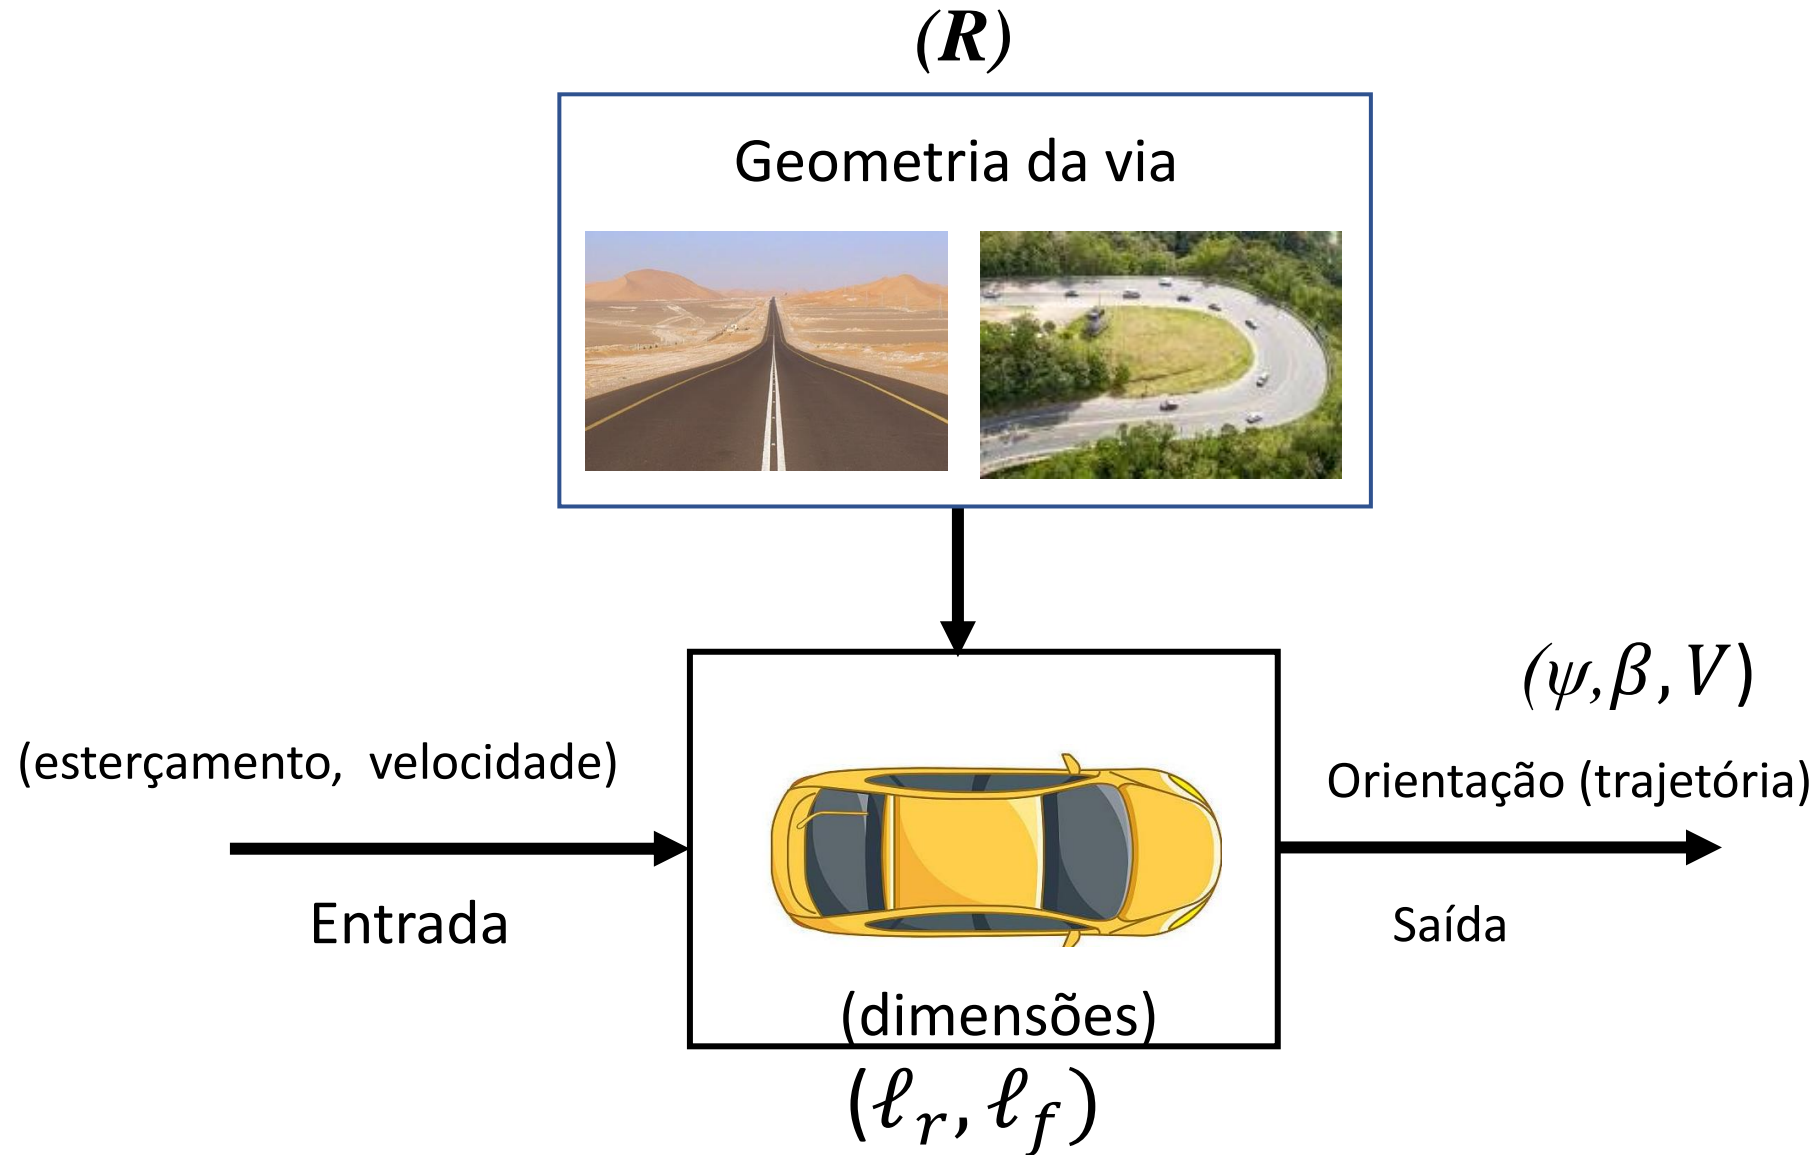 (R)
Geometria da via
(ψ, β, V)
(esterçamento, velocidade)
Orientação (trajetória)
Entrada
Saída
(dimensões)
(ℓr, ℓf)